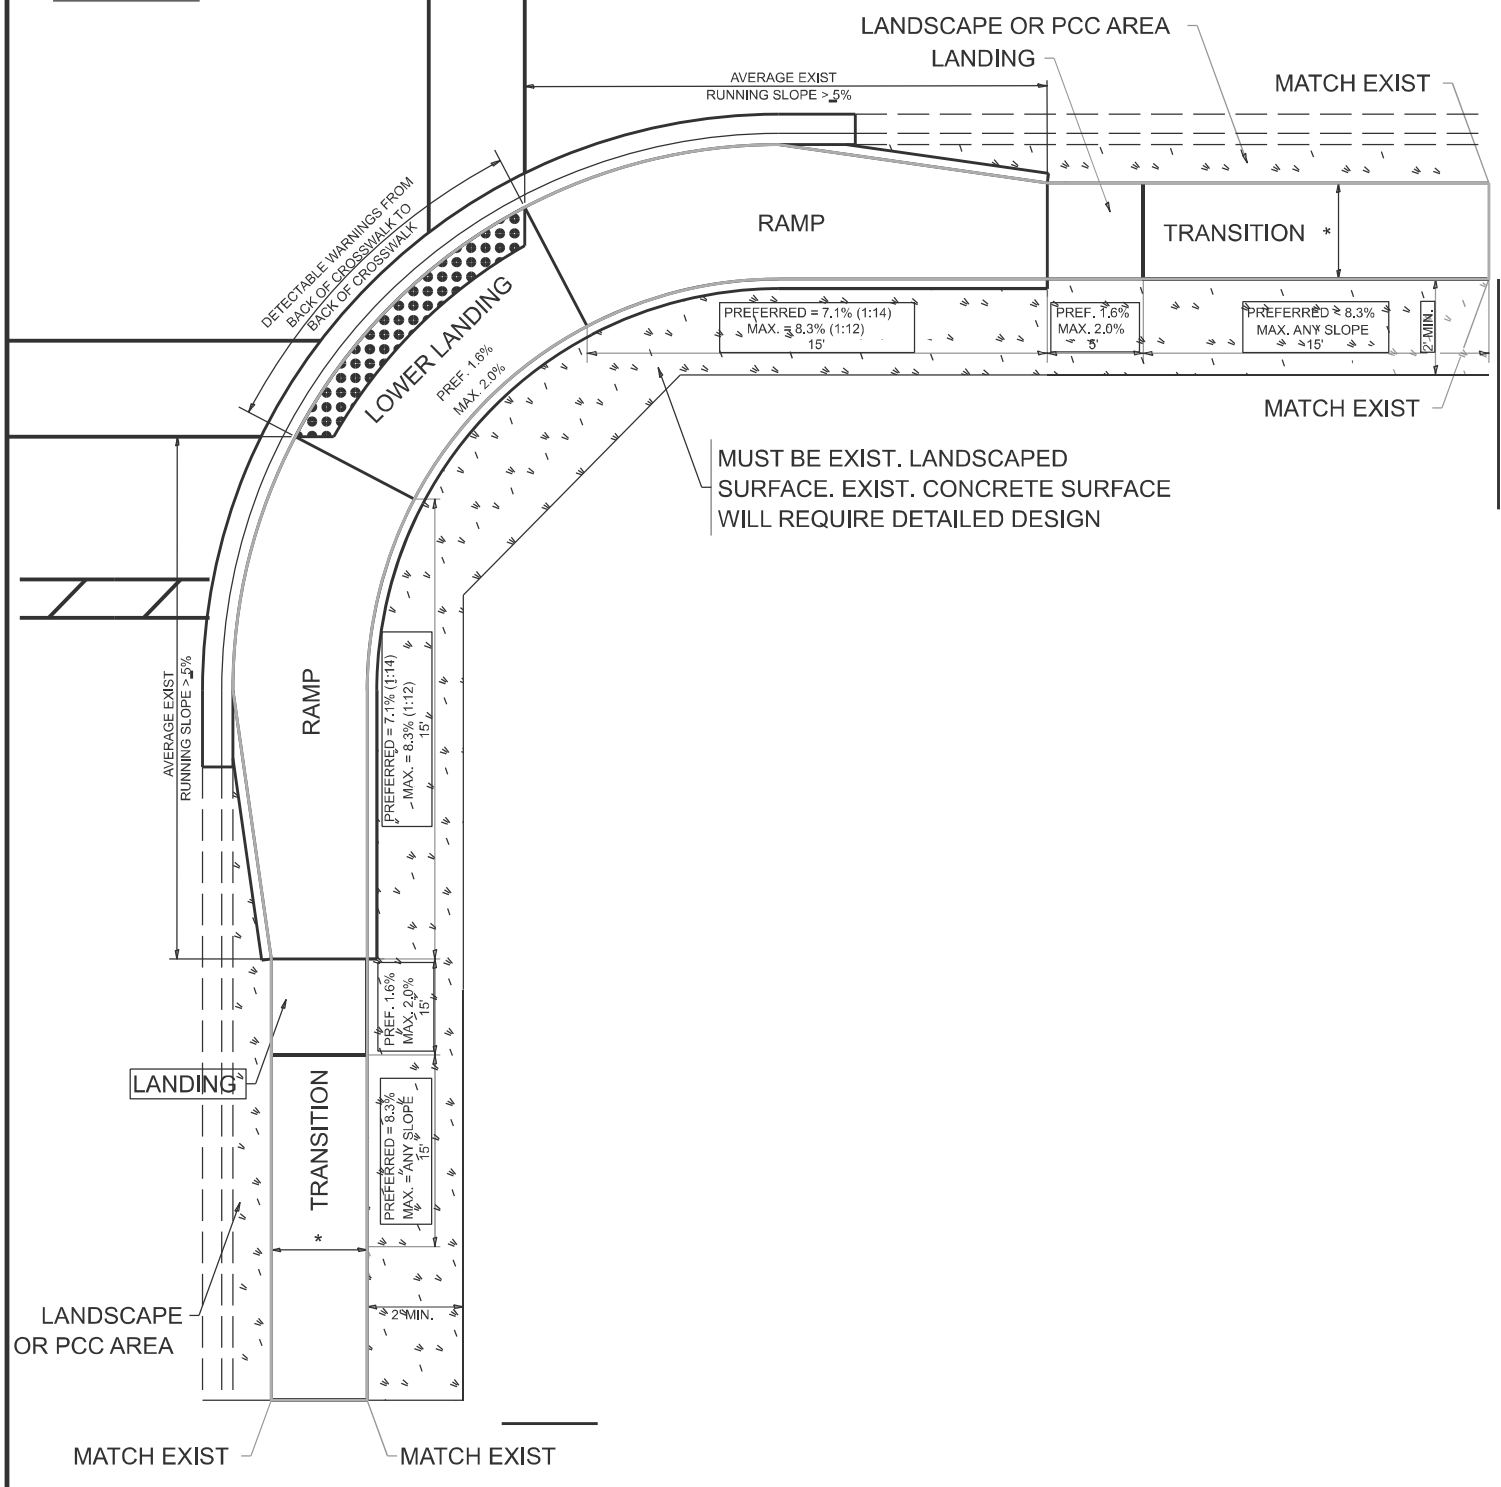 LANDSCAPE OR PCC AREA
LANDING
AVERAGE EXIST
RUNNING SLOPE > 5%
MATCH EXIST
DETECTABLE WARNINGS FROM
BACK OF CROSSWALK TO
BACK OF CROSSWALK
RAMP
TRANSITION *
LOWER LANDING
PREF. 1.6%
MAX. 2.0%
PREFERRED = 7.1% (1:14)
MAX. = 8.3% (1:12)
15'
PREF. 1.6%
MAX. 2.0%
5'
PREFERRED = 8.3%
MAX. ANY SLOPE
15'
2' MIN.
MATCH EXIST
MUST BE EXIST. LANDSCAPED
SURFACE. EXIST. CONCRETE SURFACE
WILL REQUIRE DETAILED DESIGN
AVERAGE EXIST
RUNNING SLOPE > 5%
RAMP
PREFERRED = 7.1% (1:14)
MAX. = 8.3% (1:12)
15'
PREF. 1.6%
MAX. 2.0%
15'
LANDING
TRANSITION
*
PREFERRED = 8.3%
MAX. = ANY SLOPE
15'
2' MIN.
LANDSCAPE
OR PCC AREA
MATCH EXIST
MATCH EXIST